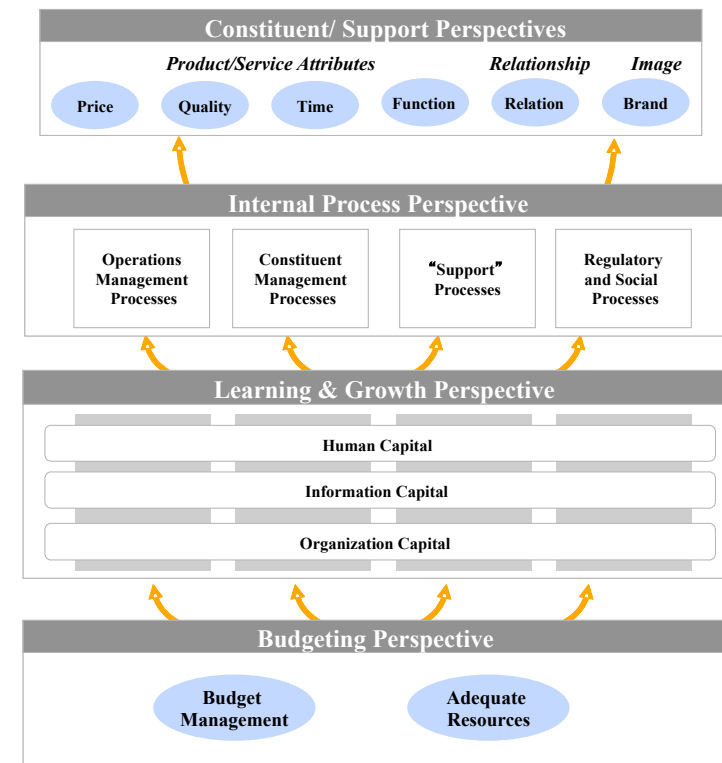 Constituent/ Support Perspectives
Product/Service Attributes Relationship Image
Price Quality Time Function Relation Brand
Internal Process Perspective
Operations
Management
Processes
Constituent
Management
Processes
“Support”
Processes
Regulatory
and Social
Processes
Learning & Growth Perspective
Human Capital
Information Capital
Organization Capital
Budgeting Perspective
Budget
Management
Adequate
Resources